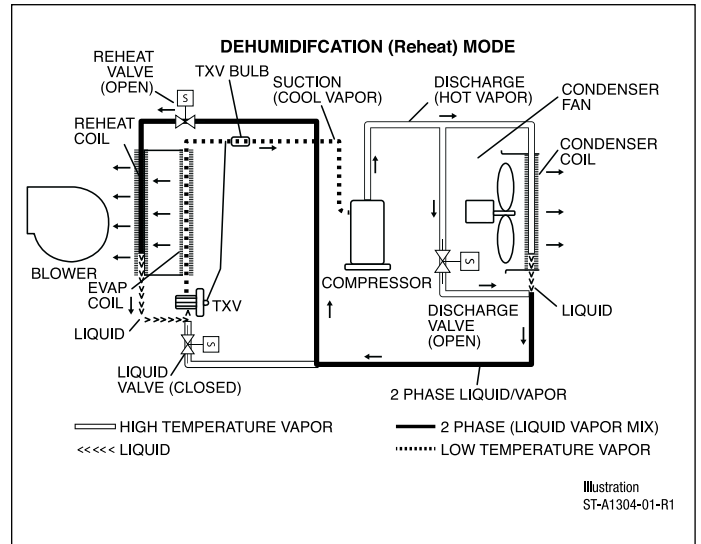 DEHUMIDIFCATION (Reheat) MODE
REHEAT
VALVE
(OPEN)
S
TXV BULB
SUCTION
(COOL VAPOR)
DISCHARGE
(HOT VAPOR)
CONDENSER
FAN
REHEAT
COIL
CONDENSER
COIL
BLOWER
EVAP
COIL
TXV
COMPRESSOR
S
DISCHARGE
VALVE
(OPEN)
LIQUID
LIQUID
S
LIQUID
VALVE (CLOSED)
2 PHASE LIQUID/VAPOR
HIGH TEMPERATURE VAPOR
<<<<< LIQUID
2 PHASE (LIQUID VAPOR MIX)
LOW TEMPERATURE VAPOR
Illustration
ST-A1304-01-R1